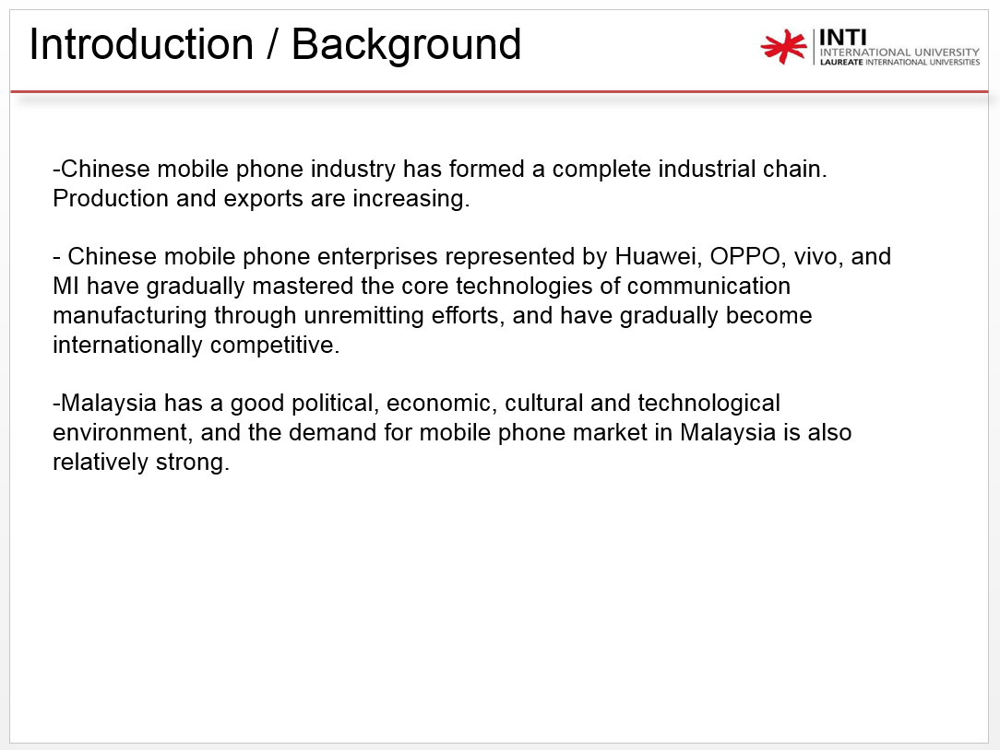 Introduction / Background
INTI
INTERNATIONAL UNIVERSITY
LAUREATE INTERNATIONAL UNIVERSITIES
-Chinese mobile phone industry has formed a complete industrial chain.
Production and exports are increasing.
- Chinese mobile phone enterprises represented by Huawei, OPPO, vivo, and
MI have gradually mastered the core technologies of communication
manufacturing through unremitting efforts, and have gradually become
internationally competitive.
-Malaysia has a good political, economic, cultural and technological
environment, and the demand for mobile phone market in Malaysia is also
relatively strong.